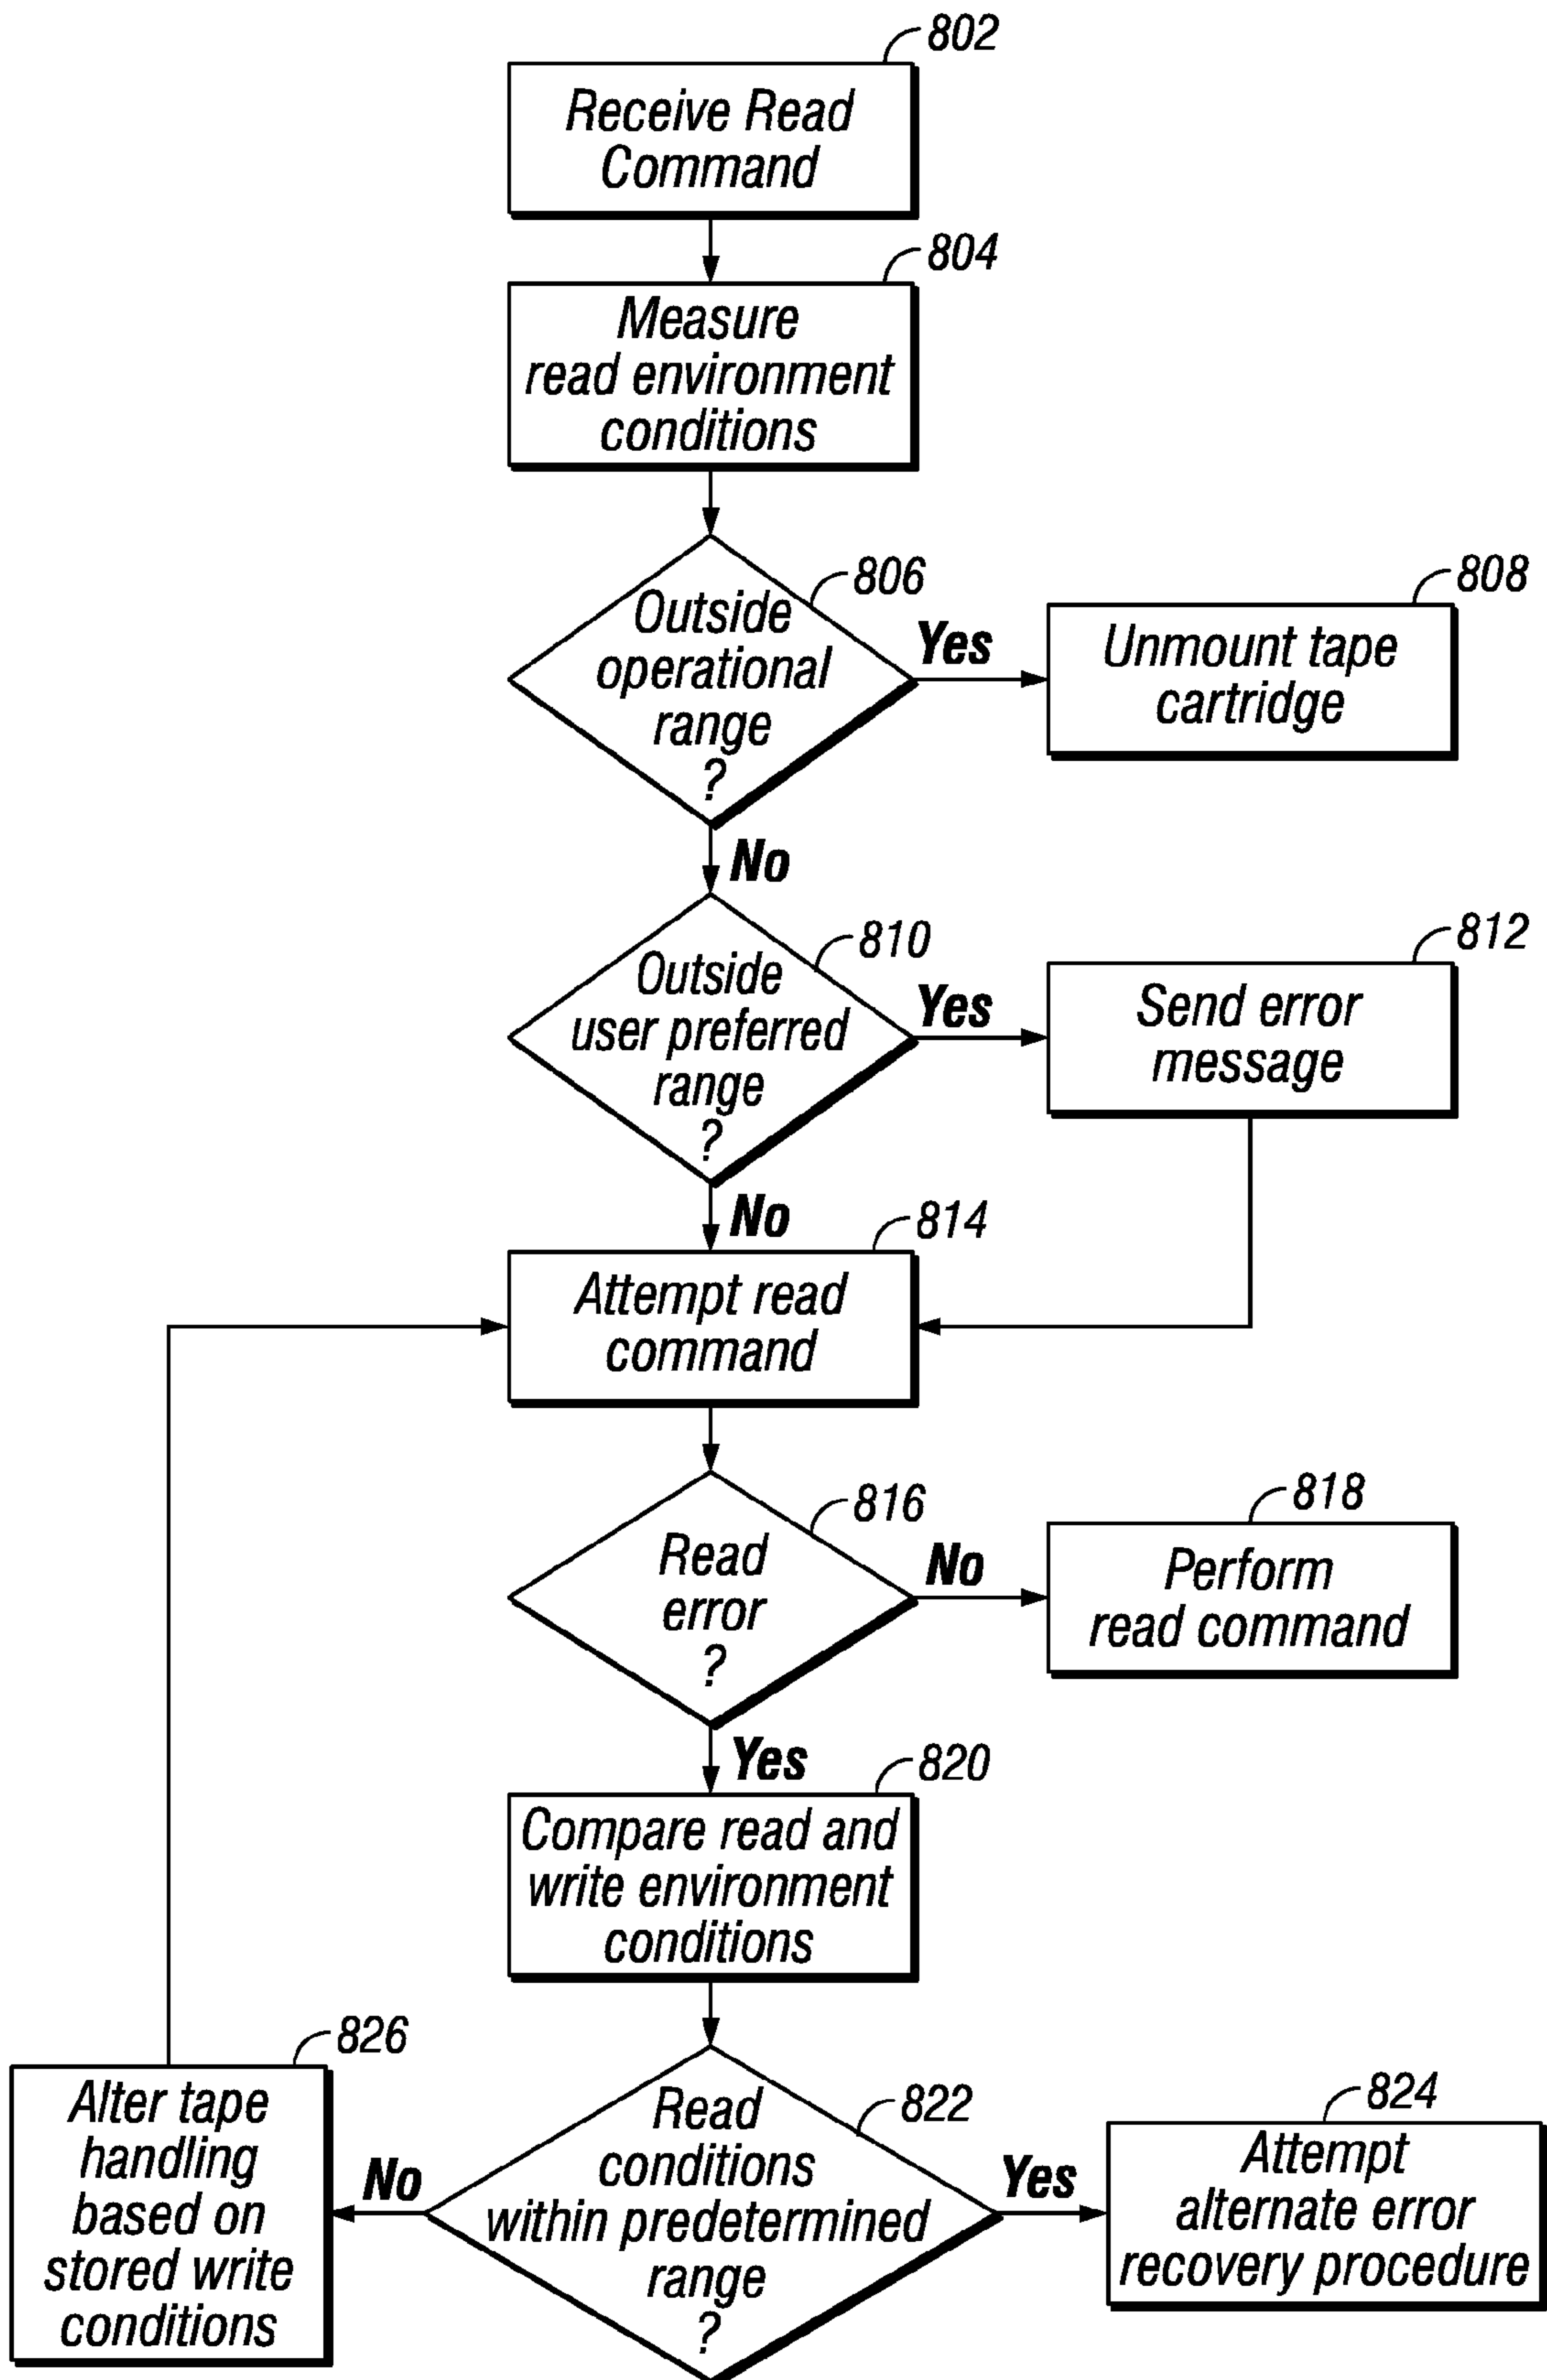 802
Receive Read
Command
804
Measure
read environment
conditions
806
Outside
operational
range
?
Yes
808
Unmount tape
cartridge
No
810
Outside
user preferred
range
?
Yes
812
Send error
message
No
814
Attempt read
command
816
Read
error
?
No
818
Perform
read command
Yes
820
Compare read and
write environment
conditions
822
Read
conditions
within predetermined
range
?
Yes
824
Attempt
alternate error
recovery procedure
No
826
Alter tape
handling
based on
stored write
conditions